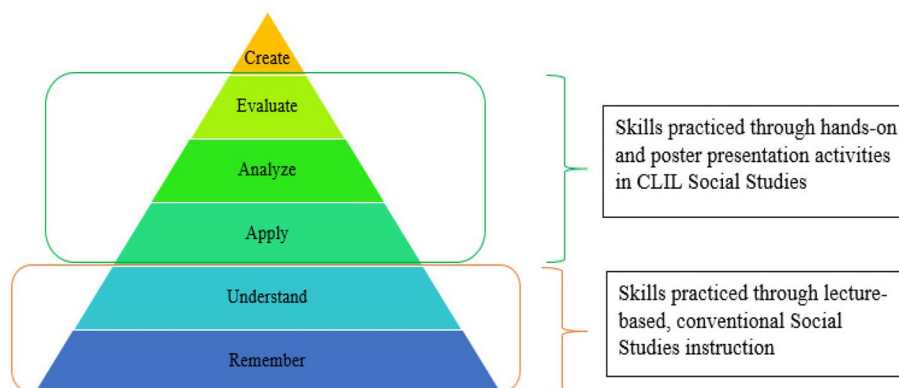 Create
Evaluate
Analyze
Apply
Understand
Remember
Skills practiced through hands-on
and poster presentation activities
in CLIL Social Studies
Skills practiced through lecture-
based, conventional Social
Studies instruction